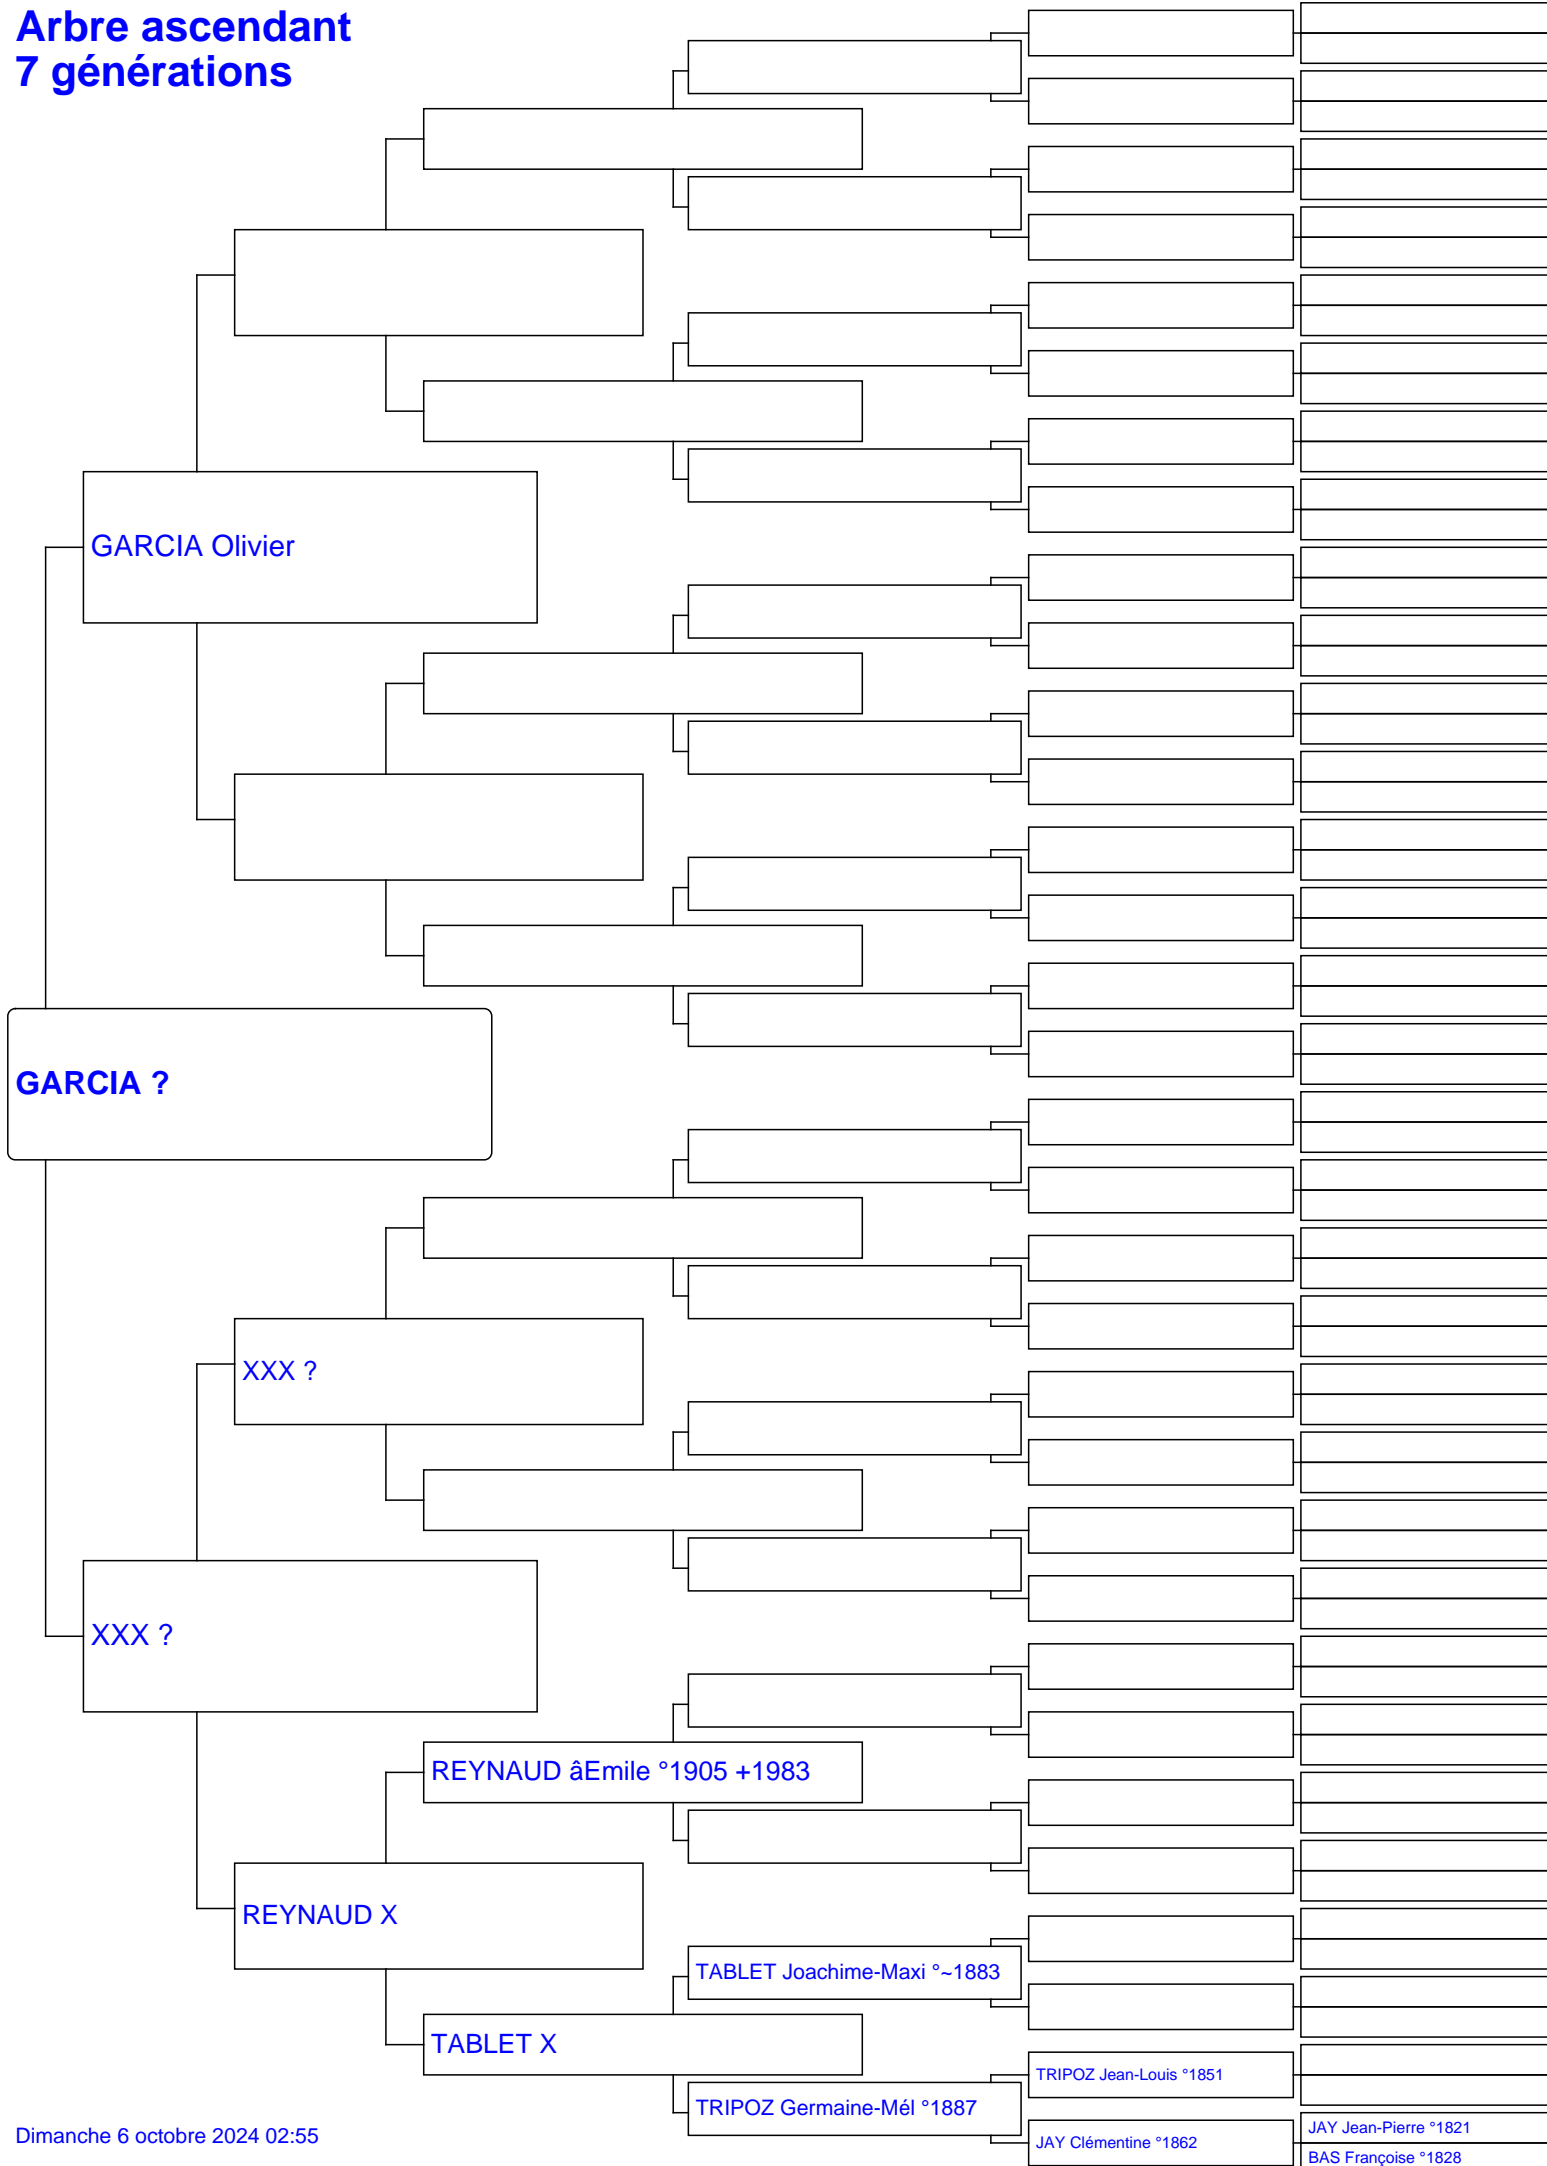 Arbre ascendant
7 générations
GARCIA Olivier
GARCIA ?
XXX ?
XXX ?
REYNAUD âEmile °1905 +1983
REYNAUD X
TABLET Joachime-Maxi °~1883
TABLET X
TRIPOZ Jean-Louis °1851
TRIPOZ Germaine-Mél °1887
JAY Jean-Pierre °1821
JAY Clémentine °1862
BAS Françoise °1828
Dimanche 6 octobre 2024 02:55